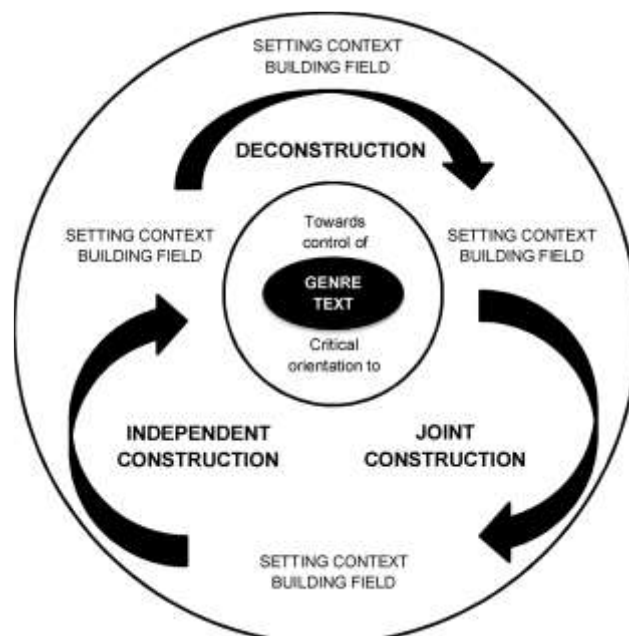 SETTING CONTEXT
BUILDING FIELD
DECONSTRUCTION
SETTING CONTEXT
BUILDING FIELD
Towards
control of
GENRE
TEXT
Critical
orientation to
SETTING CONTEXT
BUILDING FIELD
INDEPENDENT
CONSTRUCTION
JOINT
CONSTRUCTION
SETTING CONTEXT
BUILDING FIELD